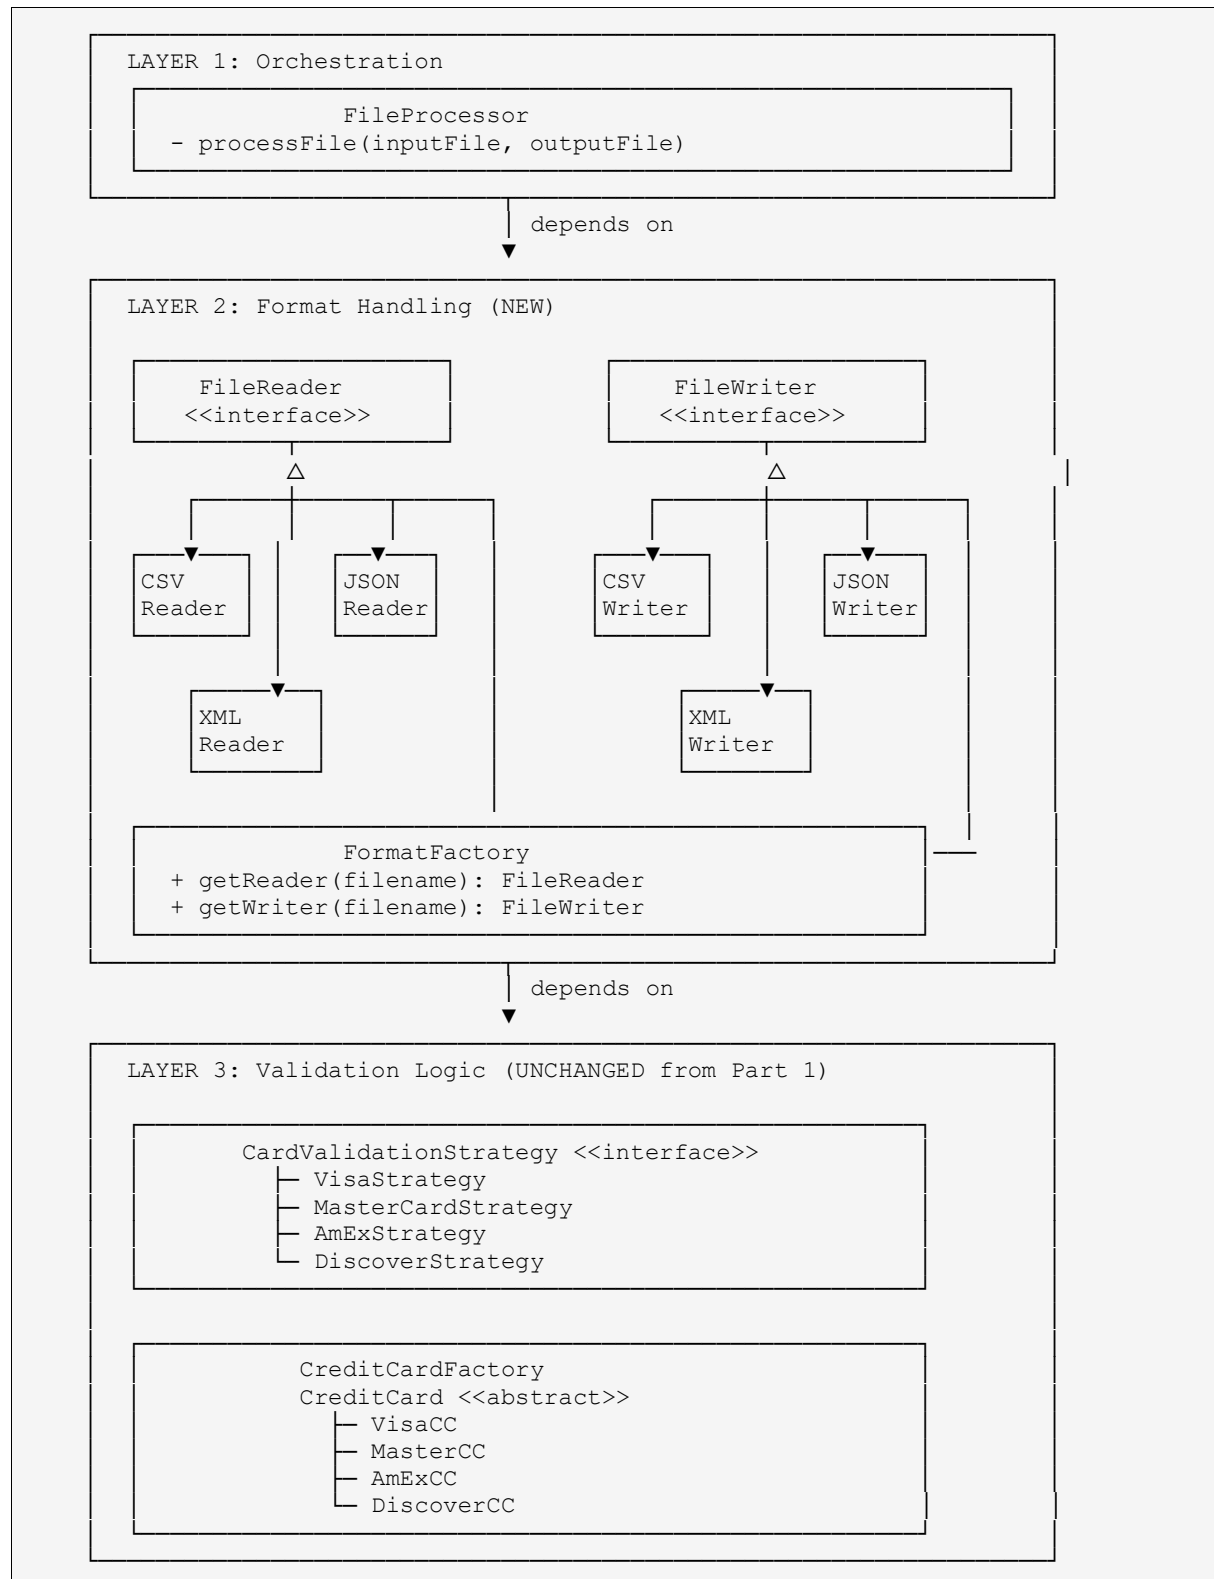 LAYER 1: Orchestration
FileProcessor
- processFile(inputFile, outputFile)
depends on
LAYER 2: Format Handling (NEW)
FileReader
<<interface>>
FileWriter
<<interface>>
CSV
Reader
JSON
Reader
CSV
Writer
JSON
Writer
XML
Reader
XML
Writer
FormatFactory
+ getReader(filename): FileReader
+ getWriter(filename): FileWriter
depends on
LAYER 3: Validation Logic (UNCHANGED from Part 1)
CardValidationStrategy <<interface>>
VisaStrategy
MasterCardStrategy
AmExStrategy
DiscoverStrategy
CreditCardFactory
CreditCard <<abstract>>
VisaCC
MasterCC
AmExCC
DiscoverCC